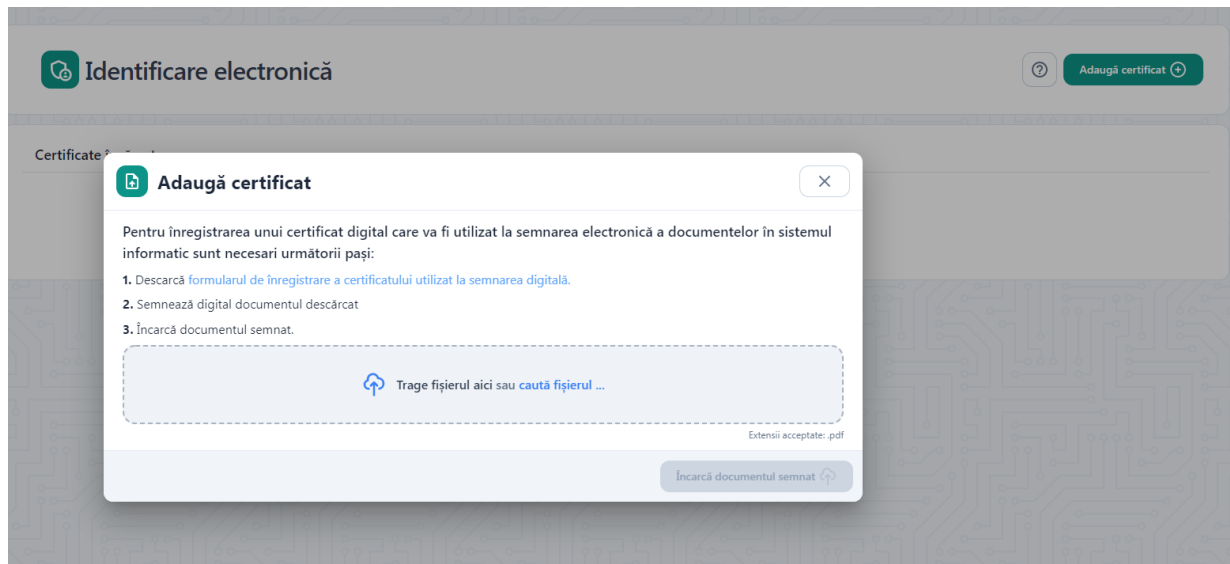 Identificare electronică
Adaugă certificat
Certificate
Adaugă certificat
Pentru înregistrarea unui certificat digital care va fi utilizat la semnarea electronică a documentelor în sistemul
informatic sunt necesari următorii pași:
1. Descarcă formularul de înregistrare a certificatului utilizat la semnarea digitală.
2. Semnează digital documentul descărcat
3. Încarcă documentul semnat.
Trage fișierul aici sau caută fișierul ...
Extensii acceptate: .pdf
Încarcă documentul semnat